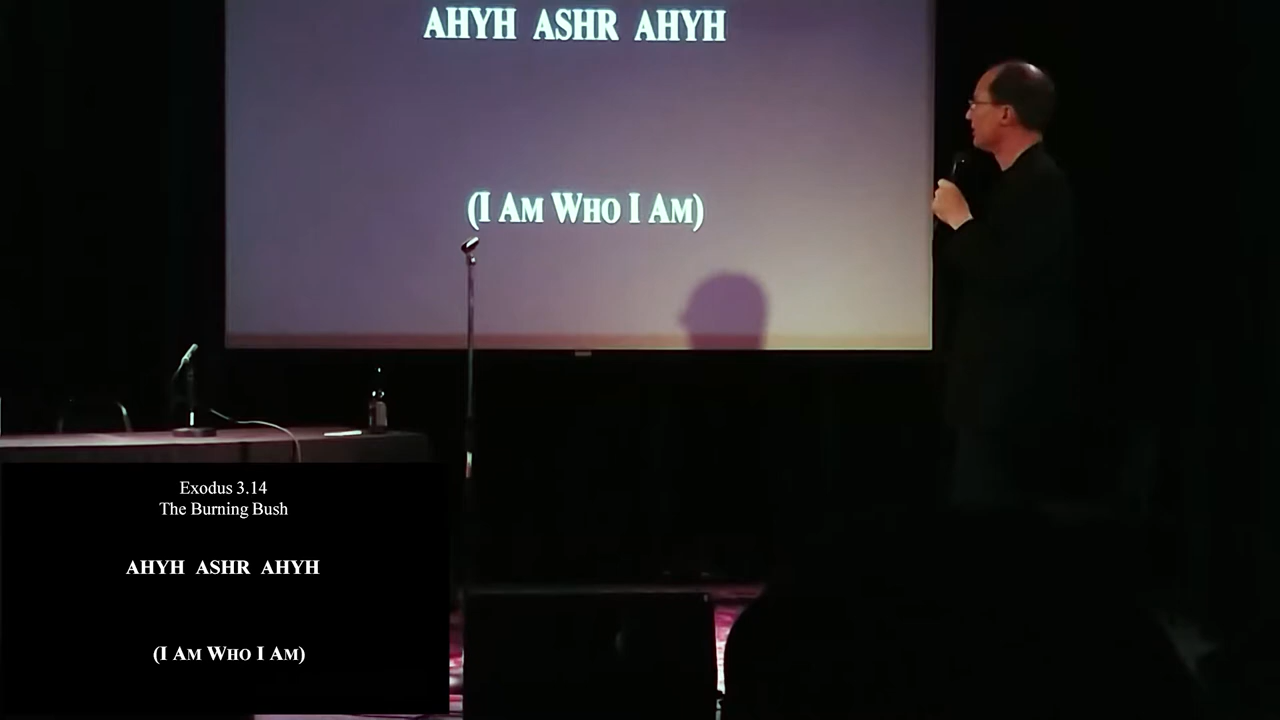 AHYH ASHR AHYH
(I AM WHO I AM)
Exodus 3.14
The Burning Bush
AHYH ASHR AHYH
(I AM WHO I AM)